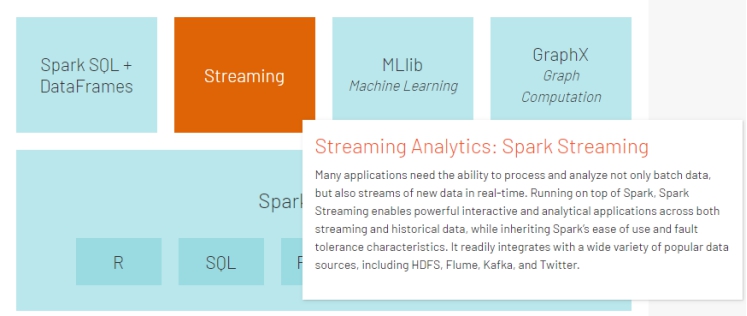 Spark SQL +
DataFrames
Streaming
MLlib
Machine Learning
GraphX
Graph
Computation
Streaming Analytics: Spark Streaming
Many applications need the ability to process and analyze not only batch data,
but also streams of new data in real-time. Running on top of Spark, Spark
Streaming enables powerful interactive and analytical applications across both
streaming and historical data, while inheriting Spark's ease of use and fault
tolerance characteristics. It readily integrates with a wide variety of popular data
sources, including HDFS, Flume, Kafka, and Twitter.
Spark
R
SQL